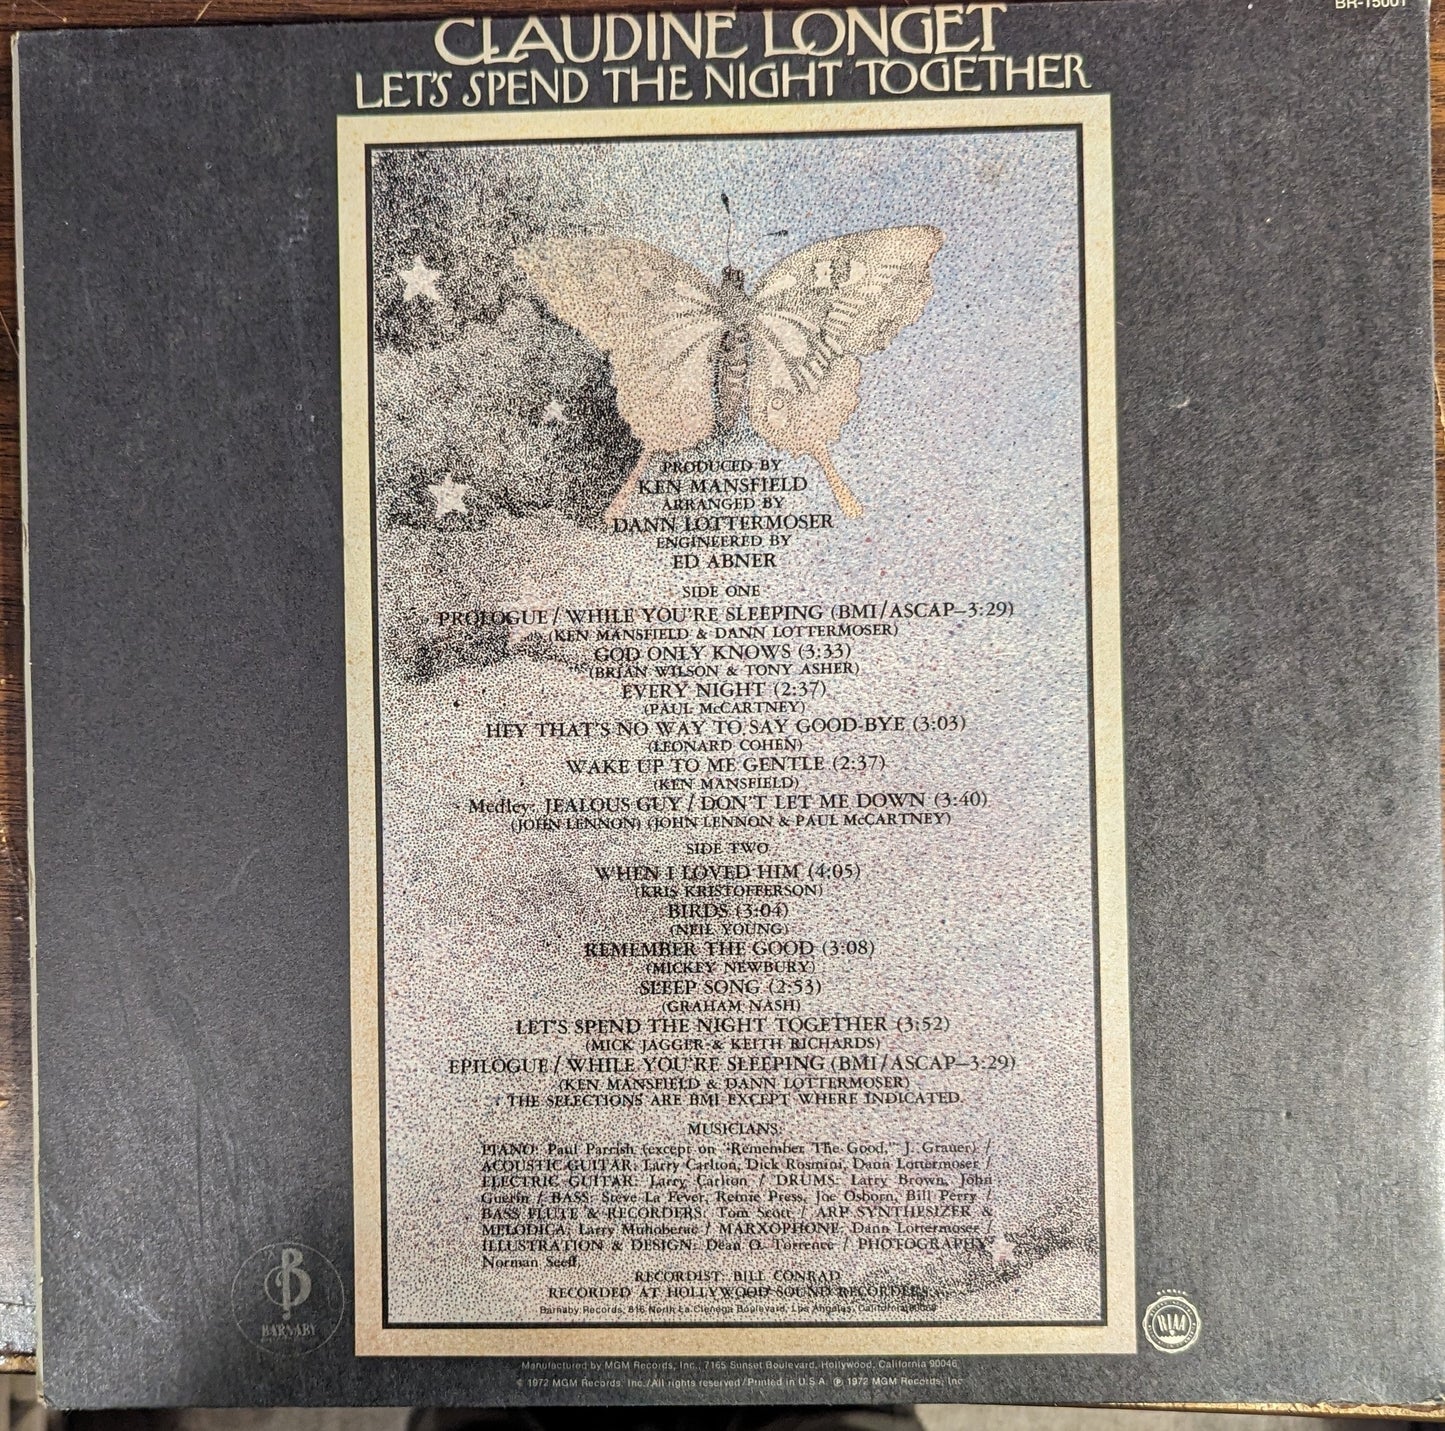 BR-15001
CLAUDINE LONGET
LET'S SPEND THE NIGHT TOGETHER
PRODUCED BY
KEN MANSFIELD
ARRANGED BY
DANN LOTTERMOSER
ENGINEERED BY
ED ABNER
SIDE ONE
PROLOGUE / WHILE YOU'RE SLEEPING (BMI/ASCAP–3:29)
(KEN MANSFIELD & DANN LOTTERMOSER)
GOD ONLY KNOWS (3:33)
(BRIAN WILSON & TONY ASHER)
EVERY NIGHT (2:37)
(PAUL McCARTNEY)
HEY THAT'S NO WAY TO SAY GOOD-BYE (3:03)
(LEONARD COHEN)
WAKE UP TO ME GENTLE (2:37)
(KEN MANSFIELD)
Medley: JEALOUS GUY / DON'T LET ME DOWN (3:40)
(JOHN LENNON) (JOHN LENNON & PAUL McCARTNEY)
SIDE TWO
WHEN I LOVED HIM (4:05)
(KRIS KRISTOFFERSON)
BIRDS (3:04)
(NEIL YOUNG)
REMEMBER THE GOOD (3:08)
(MICKEY NEWBURY)
SLEEP SONG (2:53)
(GRAHAM NASH)
LET'S SPEND THE NIGHT TOGETHER (3:52)
(MICK JAGGER & KEITH RICHARDS)
EPILOGUE / WHILE YOU'RE SLEEPING (BMI/ASCAP–3:29)
(KEN MANSFIELD & DANN LOTTERMOSER)
THE SELECTIONS ARE BMI EXCEPT WHERE INDICATED.
MUSICIANS:
PIANO: Paul Parrish (except on "Remember The Good," J. Grauer) /
ACOUSTIC GUITAR: Larry Carlton, Dick Rosmini, Dann Lottermoser /
ELECTRIC GUITAR: Larry Carlton / DRUMS: Larry Brown, John
Guerin / BASS: Steve La Fever, Reinie Press, Joe Osborn, Bill Perry /
BASS FLUTE & RECORDERS: Tom Scott / ARP SYNTHESIZER &
MELODICA: Larry Muhoberac / MARXOPHONE: Dann Lottermoser /
ILLUSTRATION & DESIGN: Dean O. Torrence / PHOTOGRAPHY:
Norman Seeff.
RECORDIST: BILL CONRAD
RECORDED AT HOLLYWOOD SOUND RECORDERS
Barnaby Records, 816 North La Cienega Boulevard, Los Angeles, California
B
BARNABY
RIAA
Manufactured by MGM Records, Inc., 7165 Sunset Boulevard, Hollywood, California 90046
© 1972 MGM Records, Inc./All rights reserved/Printed in U.S.A. ℗ 1972 MGM Records, Inc